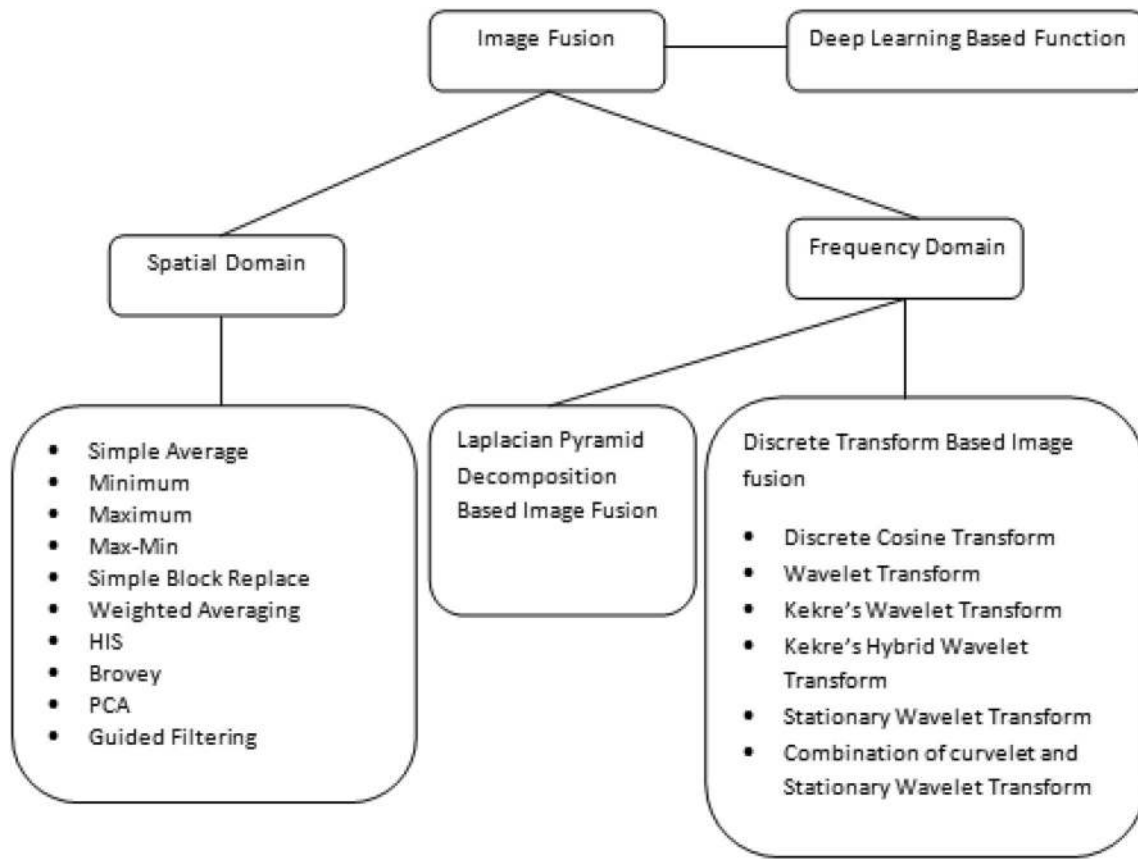 Image Fusion
Deep Learning Based Function
Spatial Domain
Frequency Domain
• Simple Average
• Minimum
• Maximum
• Max-Min
• Simple Block Replace
• Weighted Averaging
• HIS
• Brovey
• PCA
• Guided Filtering
Laplacian Pyramid
Decomposition
Based Image Fusion
Discrete Transform Based Image
fusion
• Discrete Cosine Transform
• Wavelet Transform
• Kekre's Wavelet Transform
• Kekre's Hybrid Wavelet
Transform
• Stationary Wavelet Transform
• Combination of curvelet and
Stationary Wavelet Transform